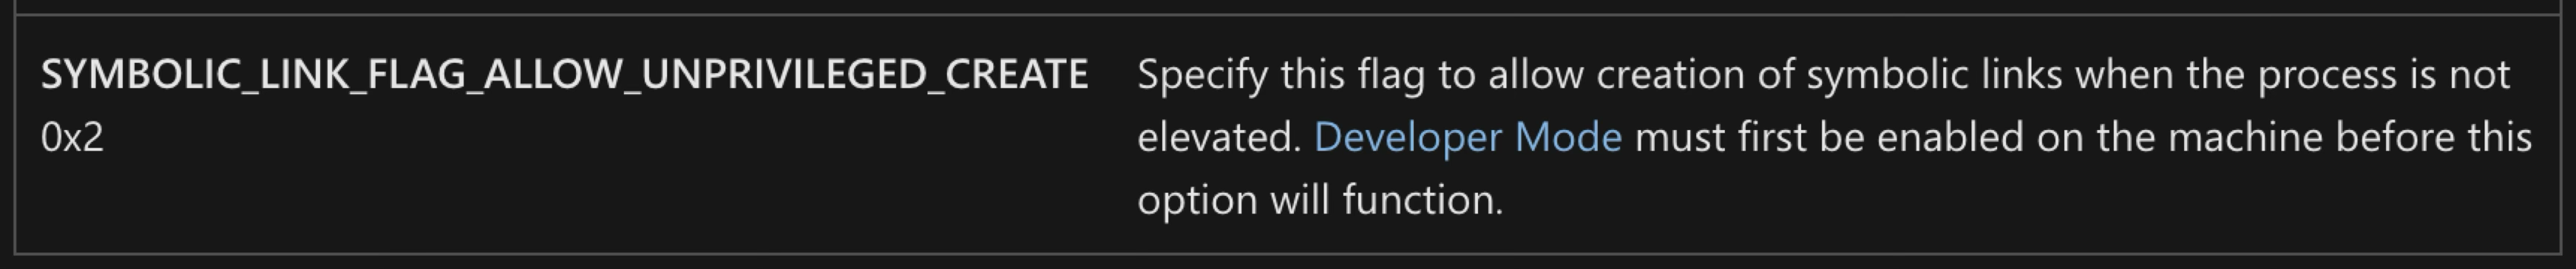 SYMBOLIC_LINK_FLAG_ALLOW_UNPRIVILEGED_CREATE
0x2
Specify this flag to allow creation of symbolic links when the process is not
elevated. Developer Mode must first be enabled on the machine before this
option will function.